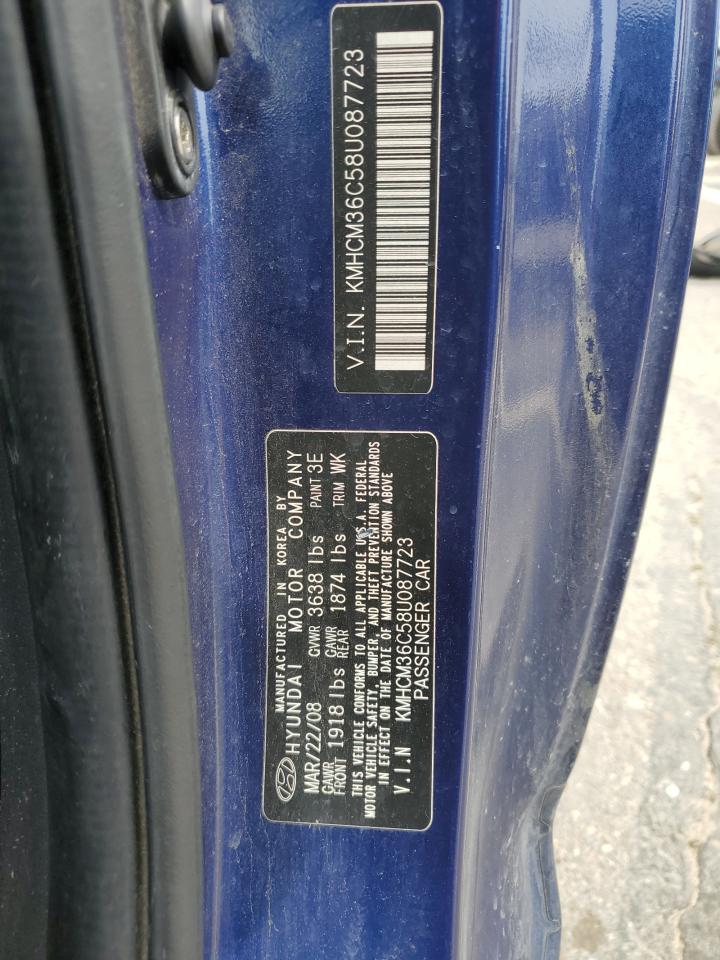 V.I.N. KMHCM36C58U087723
MANUFACTURED IN KOREA BY
HYUNDAI MOTOR COMPANY
MAR/22/08 GVWR 3638 lbs PAINT 3E
GAWR FRONT 1918 lbs GAWR REAR 1874 lbs TRIM WK
THIS VEHICLE CONFORMS TO ALL APPLICABLE U.S.A. FEDERAL
MOTOR VEHICLE SAFETY, BUMPER, AND THEFT PREVENTION STANDARDS
IN EFFECT ON THE DATE OF MANUFACTURE SHOWN ABOVE
V.I.N KMHCM36C58U087723
PASSENGER CAR